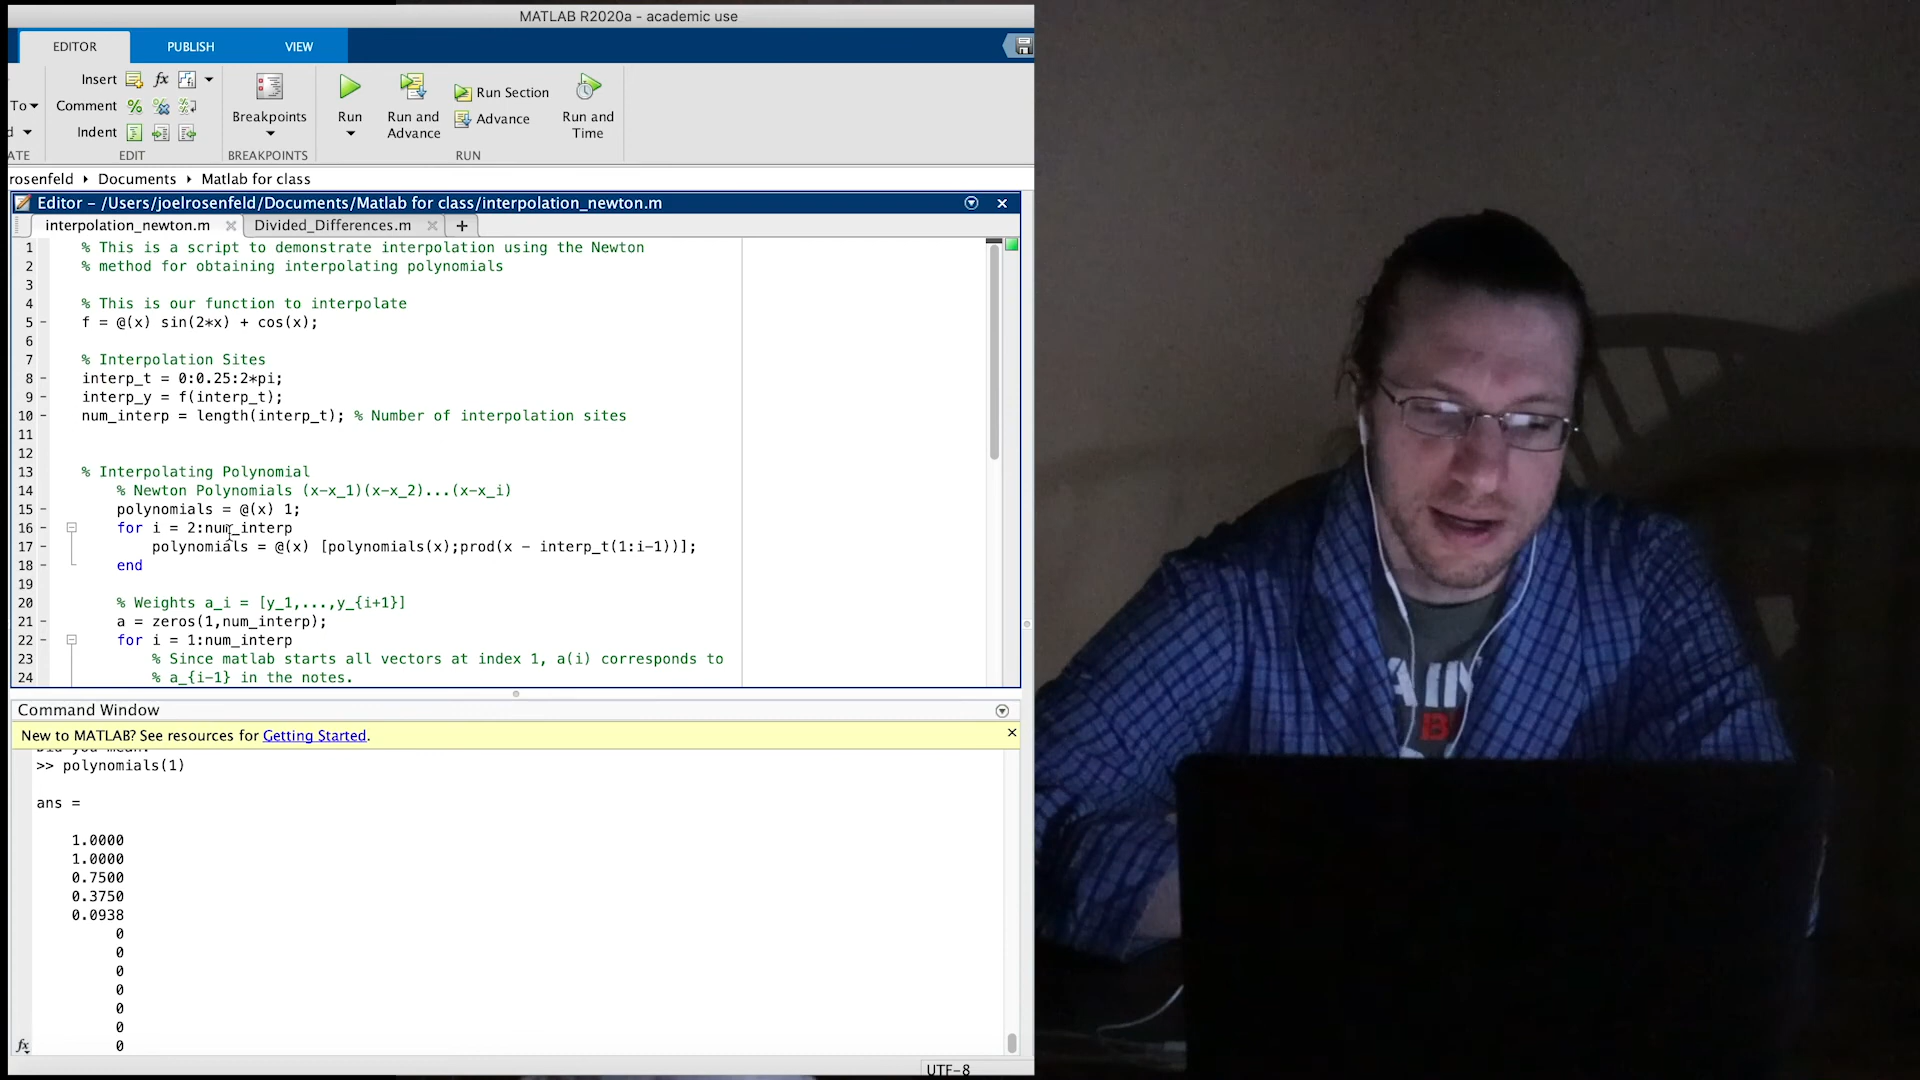 MATLAB R2020a - academic use
EDITOR PUBLISH VIEW
Insert fx
To Comment
d Indent
Breakpoints
Run
Run and Advance
Run Section
Advance
Run and Time
ATE EDIT BREAKPOINTS RUN
rosenfeld Documents Matlab for class
Editor – /Users/joelrosenfeld/Documents/Matlab for class/interpolation_newton.m
interpolation_newton.m Divided_Differences.m +
1 % This is a script to demonstrate interpolation using the Newton
2 % method for obtaining interpolating polynomials
3
4 % This is our function to interpolate
5 f = @(x) sin(2*x) + cos(x);
6
7 % Interpolation Sites
8 interp_t = 0:0.25:2*pi;
9 interp_y = f(interp_t);
10 num_interp = length(interp_t); % Number of interpolation sites
11
12
13 % Interpolating Polynomial
14 % Newton Polynomials (x-x_1)(x-x_2)...(x-x_i)
15 polynomials = @(x) 1;
16 for i = 2:num_interp
17 polynomials = @(x) [polynomials(x);prod(x - interp_t(1:i-1))];
18 end
19
20 % Weights a_i = [y_1,...,y_{i+1}]
21 a = zeros(1,num_interp);
22 for i = 1:num_interp
23 % Since matlab starts all vectors at index 1, a(i) corresponds to
24 % a_{i-1} in the notes.
Command Window
New to MATLAB? See resources for Getting Started.
Did you mean:
>> polynomials(1)
ans =
1.0000
1.0000
0.7500
0.3750
0.0938
0
0
0
0
0
0
0
fx
UTF-8